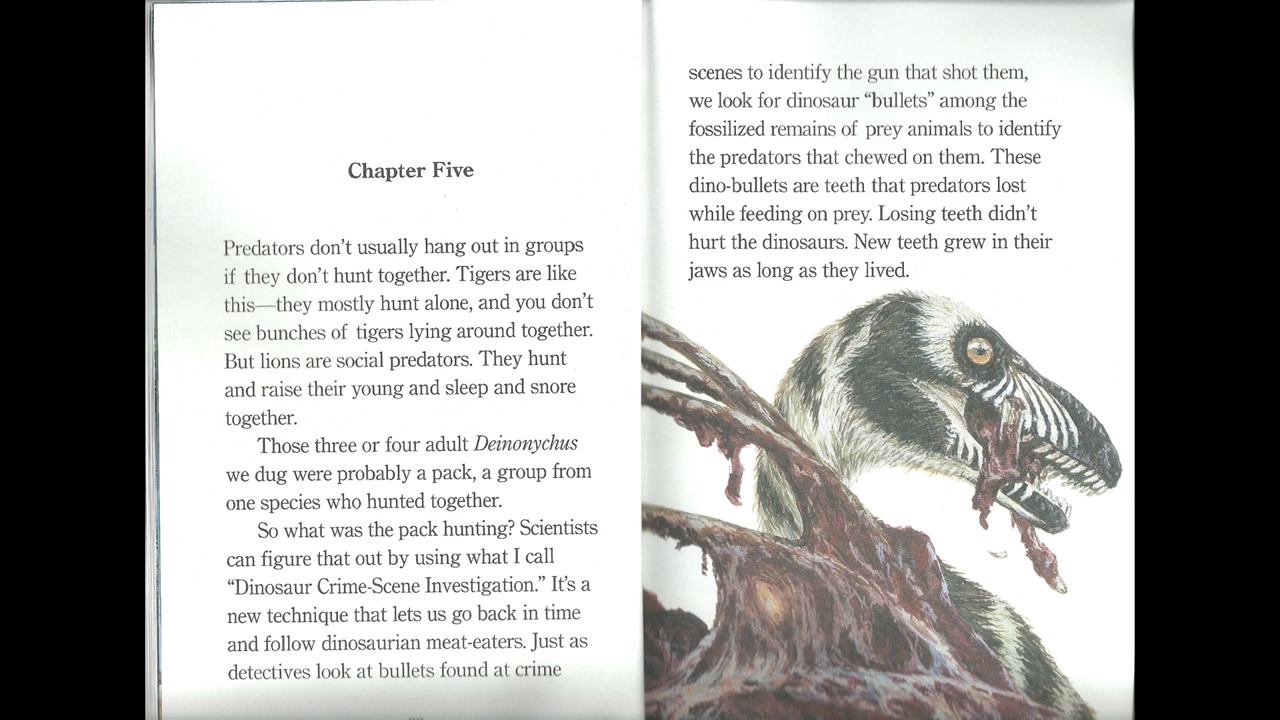 Chapter Five
Predators don't usually hang out in groups
if they don't hunt together. Tigers are like
this—they mostly hunt alone, and you don't
see bunches of tigers lying around together.
But lions are social predators. They hunt
and raise their young and sleep and snore
together.
Those three or four adult Deinonychus
we dug were probably a pack, a group from
one species who hunted together.
So what was the pack hunting? Scientists
can figure that out by using what I call
“Dinosaur Crime-Scene Investigation.” It's a
new technique that lets us go back in time
and follow dinosaurian meat-eaters. Just as
detectives look at bullets found at crime
scenes to identify the gun that shot them,
we look for dinosaur “bullets” among the
fossilized remains of prey animals to identify
the predators that chewed on them. These
dino-bullets are teeth that predators lost
while feeding on prey. Losing teeth didn't
hurt the dinosaurs. New teeth grew in their
jaws as long as they lived.